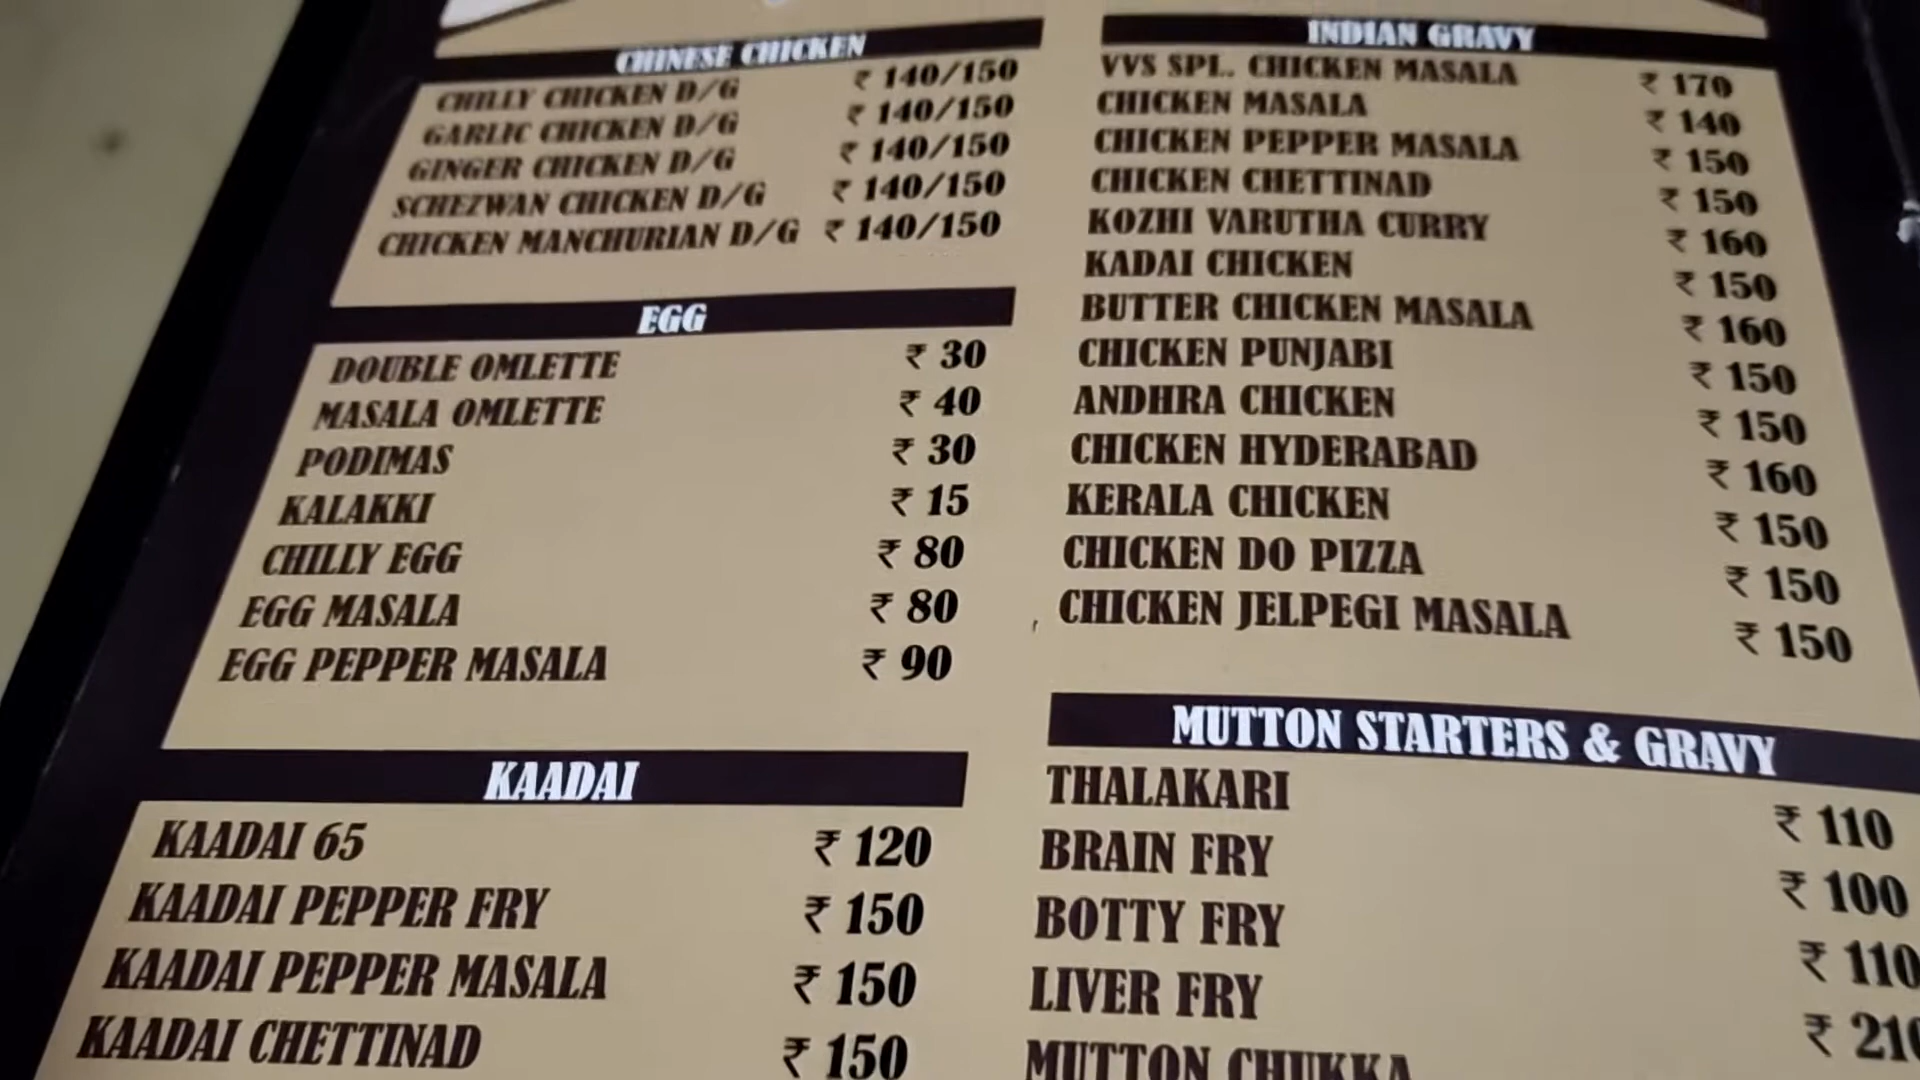 CHINESE CHICKEN
CHILLY CHICKEN D/G ₹ 140/150
GARLIC CHICKEN D/G ₹ 140/150
GINGER CHICKEN D/G ₹ 140/150
SCHEZWAN CHICKEN D/G ₹ 140/150
CHICKEN MANCHURIAN D/G ₹ 140/150
EGG
DOUBLE OMLETTE ₹ 30
MASALA OMLETTE ₹ 40
PODIMAS ₹ 30
KALAKKI ₹ 15
CHILLY EGG ₹ 80
EGG MASALA ₹ 80
EGG PEPPER MASALA ₹ 90
KAADAI
KAADAI 65 ₹ 120
KAADAI PEPPER FRY ₹ 150
KAADAI PEPPER MASALA ₹ 150
KAADAI CHETTINAD ₹ 150
INDIAN GRAVY
VVS SPL. CHICKEN MASALA ₹ 170
CHICKEN MASALA ₹ 140
CHICKEN PEPPER MASALA ₹ 150
CHICKEN CHETTINAD ₹ 150
KOZHI VARUTHA CURRY ₹ 160
KADAI CHICKEN ₹ 150
BUTTER CHICKEN MASALA ₹ 160
CHICKEN PUNJABI ₹ 150
ANDHRA CHICKEN ₹ 150
CHICKEN HYDERABAD ₹ 160
KERALA CHICKEN ₹ 150
CHICKEN DO PIZZA ₹ 150
CHICKEN JELPEGI MASALA ₹ 150
MUTTON STARTERS & GRAVY
THALAKARI ₹ 110
BRAIN FRY ₹ 100
BOTTY FRY ₹ 110
LIVER FRY ₹ 210
MUTTON CHUKKA